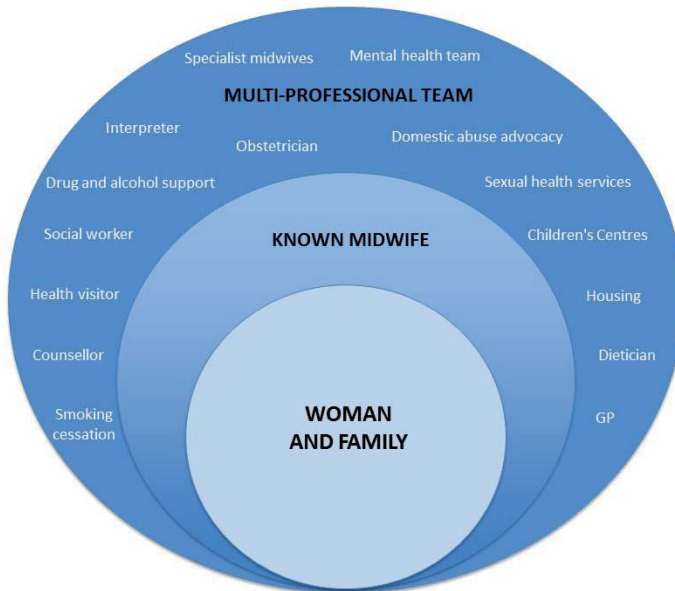 Specialist midwives
Mental health team
MULTI-PROFESSIONAL TEAM
Interpreter
Obstetrician
Domestic abuse advocacy
Drug and alcohol support
Sexual health services
Social worker
KNOWN MIDWIFE
Children's Centres
Health visitor
Housing
Counsellor
Dietician
Smoking
cessation
GP
WOMAN
AND FAMILY